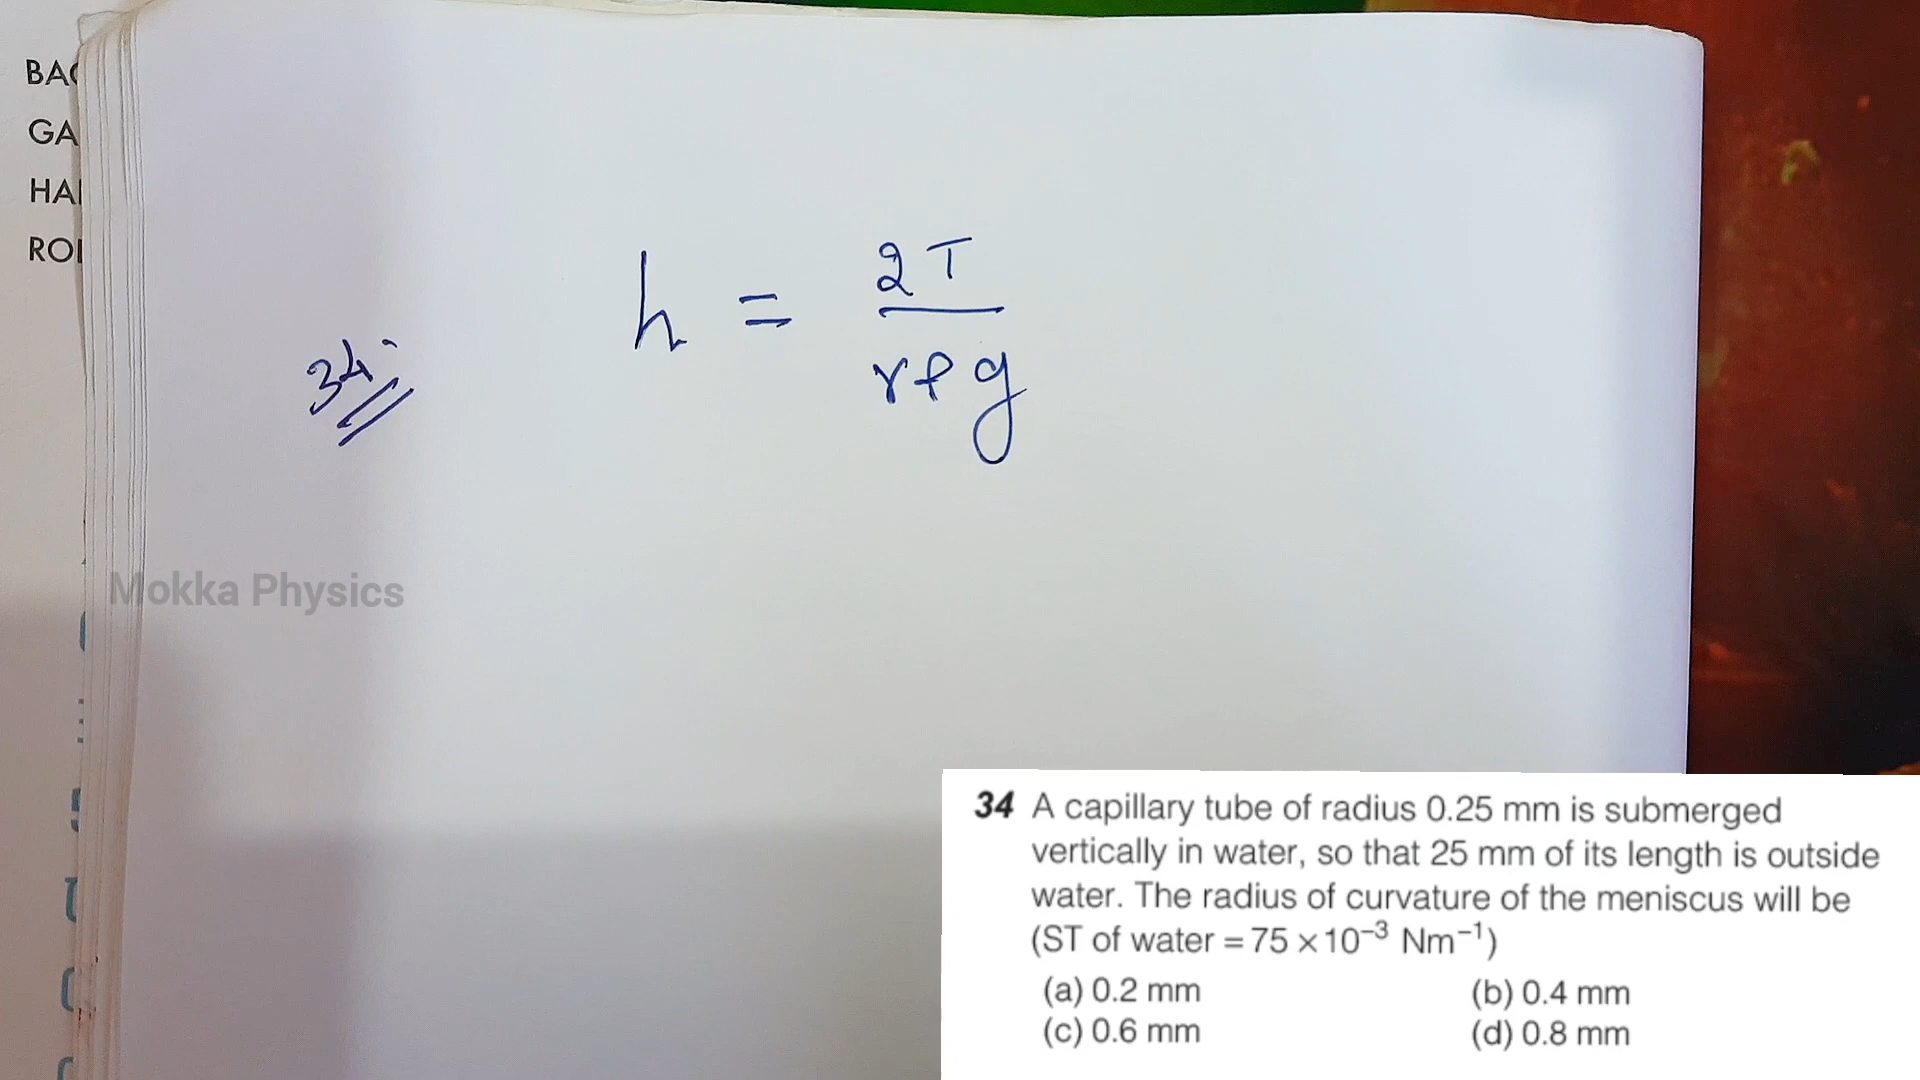 BAC
GA
HA
RO
34.
h = 2T / rρg
Mokka Physics
34 A capillary tube of radius 0.25 mm is submerged
vertically in water, so that 25 mm of its length is outside
water. The radius of curvature of the meniscus will be
(ST of water = 75 × 10⁻³ Nm⁻¹)
(a) 0.2 mm (b) 0.4 mm
(c) 0.6 mm (d) 0.8 mm